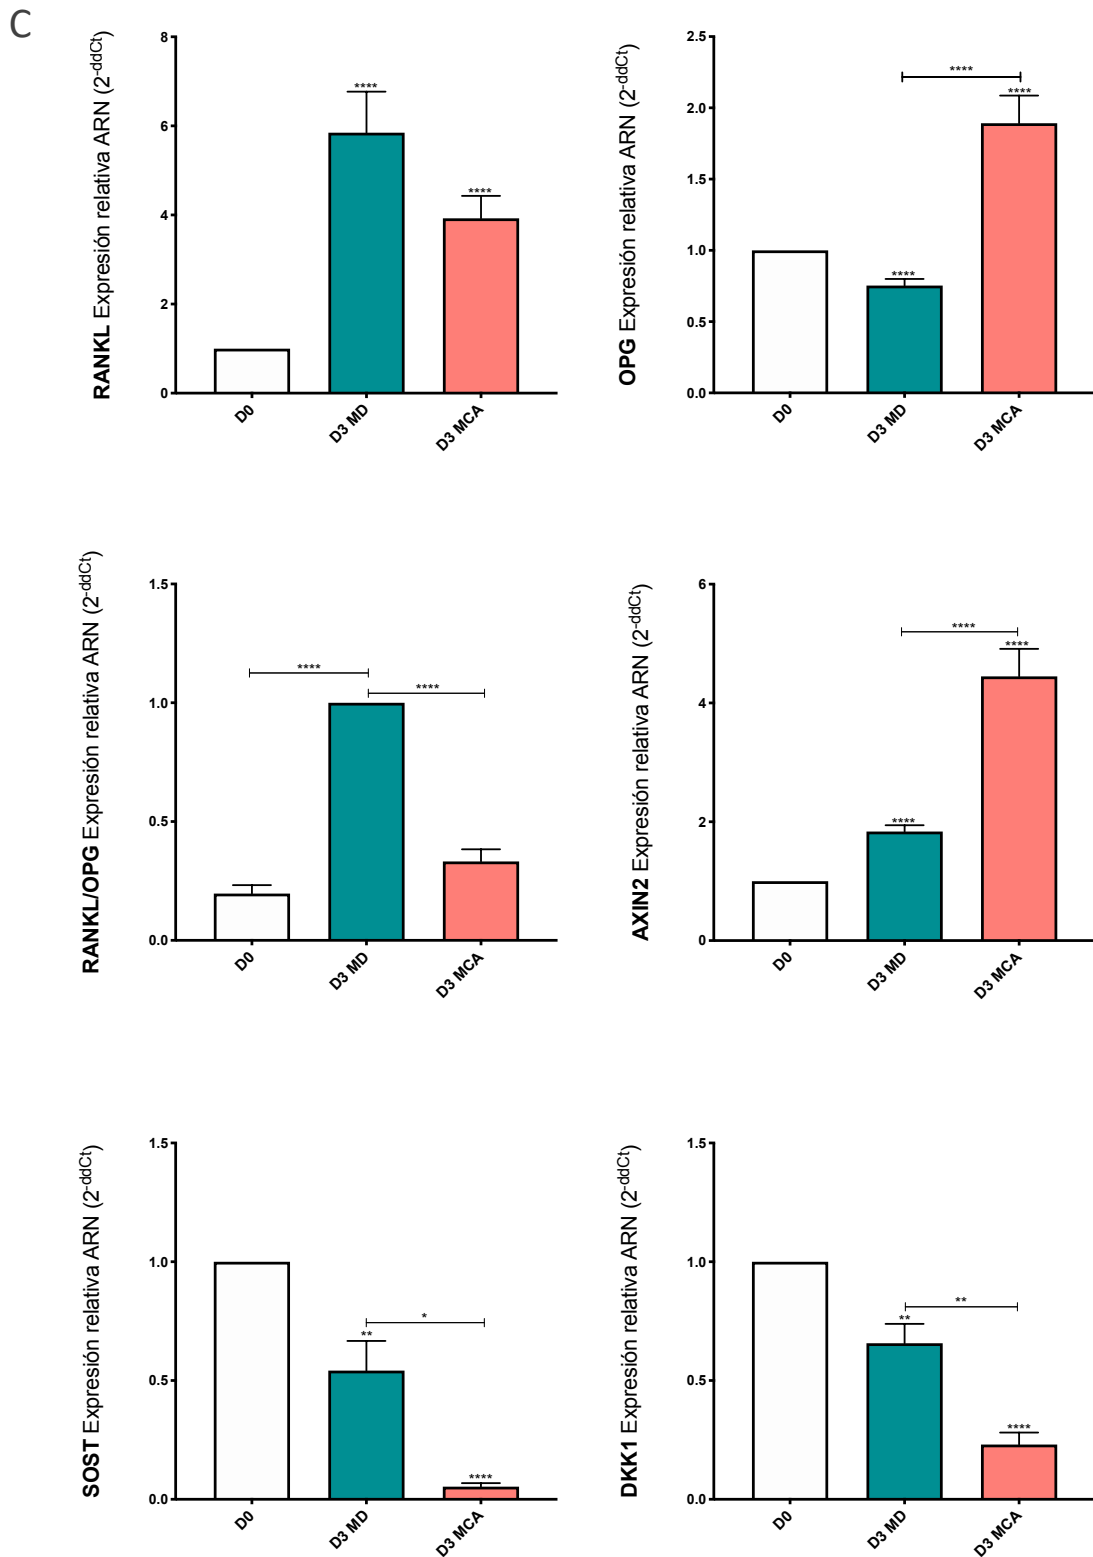 C
RANKL Expresión relativa ARN (2-ddCt)
8
6
4
2
0
****
****
D0
D3 MD
D3 MCA
OPG Expresión relativa ARN (2-ddCt)
2.5
2.0
1.5
1.0
0.5
0.0
****
****
****
D0
D3 MD
D3 MCA
RANKL/OPG Expresión relativa ARN (2-ddCt)
1.5
1.0
0.5
0.0
****
****
D0
D3 MD
D3 MCA
AXIN2 Expresión relativa ARN (2-ddCt)
6
4
2
0
****
****
****
D0
D3 MD
D3 MCA
SOST Expresión relativa ARN (2-ddCt)
1.5
1.0
0.5
0.0
*
**
****
D0
D3 MD
D3 MCA
DKK1 Expresión relativa ARN (2-ddCt)
1.5
1.0
0.5
0.0
**
**
****
D0
D3 MD
D3 MCA